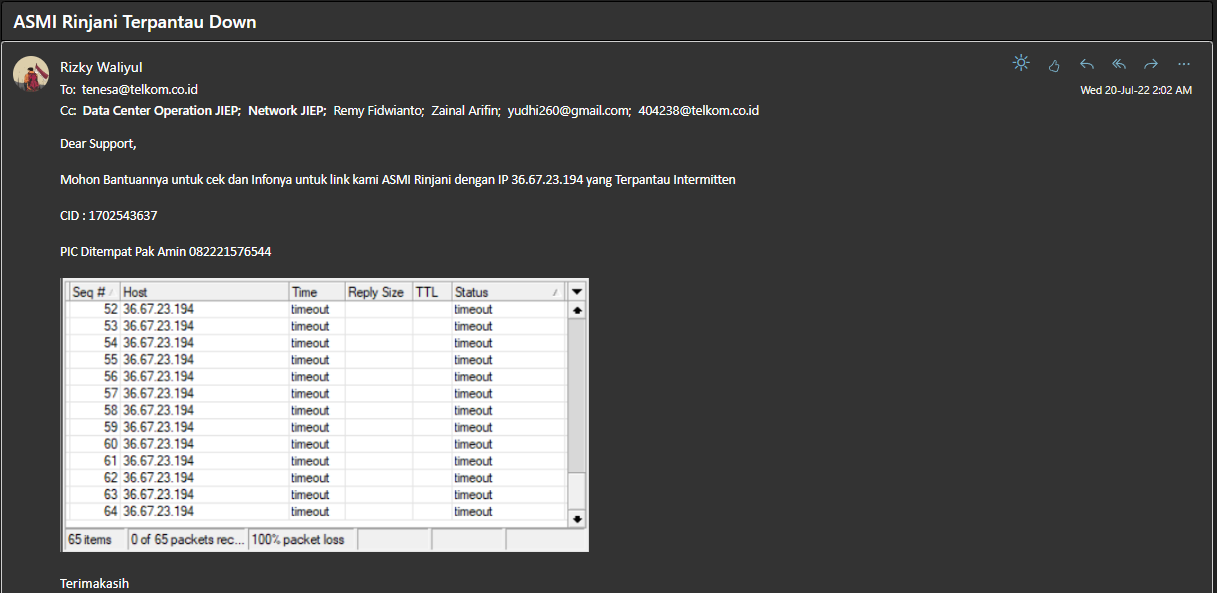 ASMI Rinjani Terpantau Down
Rizky Waliyul
To: tenesa@telkom.co.id
Wed 20-Jul-22 2:02 AM
Cc: Data Center Operation JIEP; Network JIEP; Remy Fidwianto; Zainal Arifin; yudhi260@gmail.com; 404238@telkom.co.id
Dear Support,
Mohon Bantuannya untuk cek dan Infonya untuk link kami ASMI Rinjani dengan IP 36.67.23.194 yang Terpantau Intermitten
CID : 1702543637
PIC Ditempat Pak Amin 082221576544
Seq # Host Time Reply Size TTL Status
52 36.67.23.194 timeout timeout
53 36.67.23.194 timeout timeout
54 36.67.23.194 timeout timeout
55 36.67.23.194 timeout timeout
56 36.67.23.194 timeout timeout
57 36.67.23.194 timeout timeout
58 36.67.23.194 timeout timeout
59 36.67.23.194 timeout timeout
60 36.67.23.194 timeout timeout
61 36.67.23.194 timeout timeout
62 36.67.23.194 timeout timeout
63 36.67.23.194 timeout timeout
64 36.67.23.194 timeout timeout
65 items 0 of 65 packets rec... 100% packet loss
Terimakasih